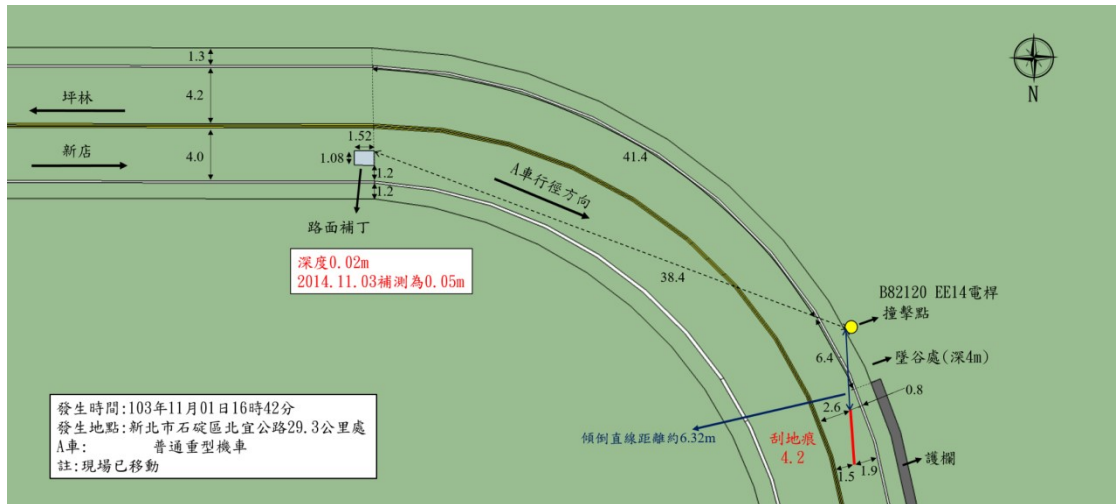 1.3
4.2
坪林
4.0
新店
1.52
1.08
1.2
1.2
路面補丁
深度0.02m
2014.11.03補測為0.05m
A車行徑方向
41.4
38.4
N
B82120 EE14電桿
撞擊點
墜谷處(深4m)
6.4
0.8
2.6
傾倒直線距離約6.32m
刮地痕
4.2
1.5
1.9
護欄
發生時間:103年11月01日16時42分
發生地點:新北市石碇區北宜公路29.3公里處
A車: 普通重型機車
註:現場已移動